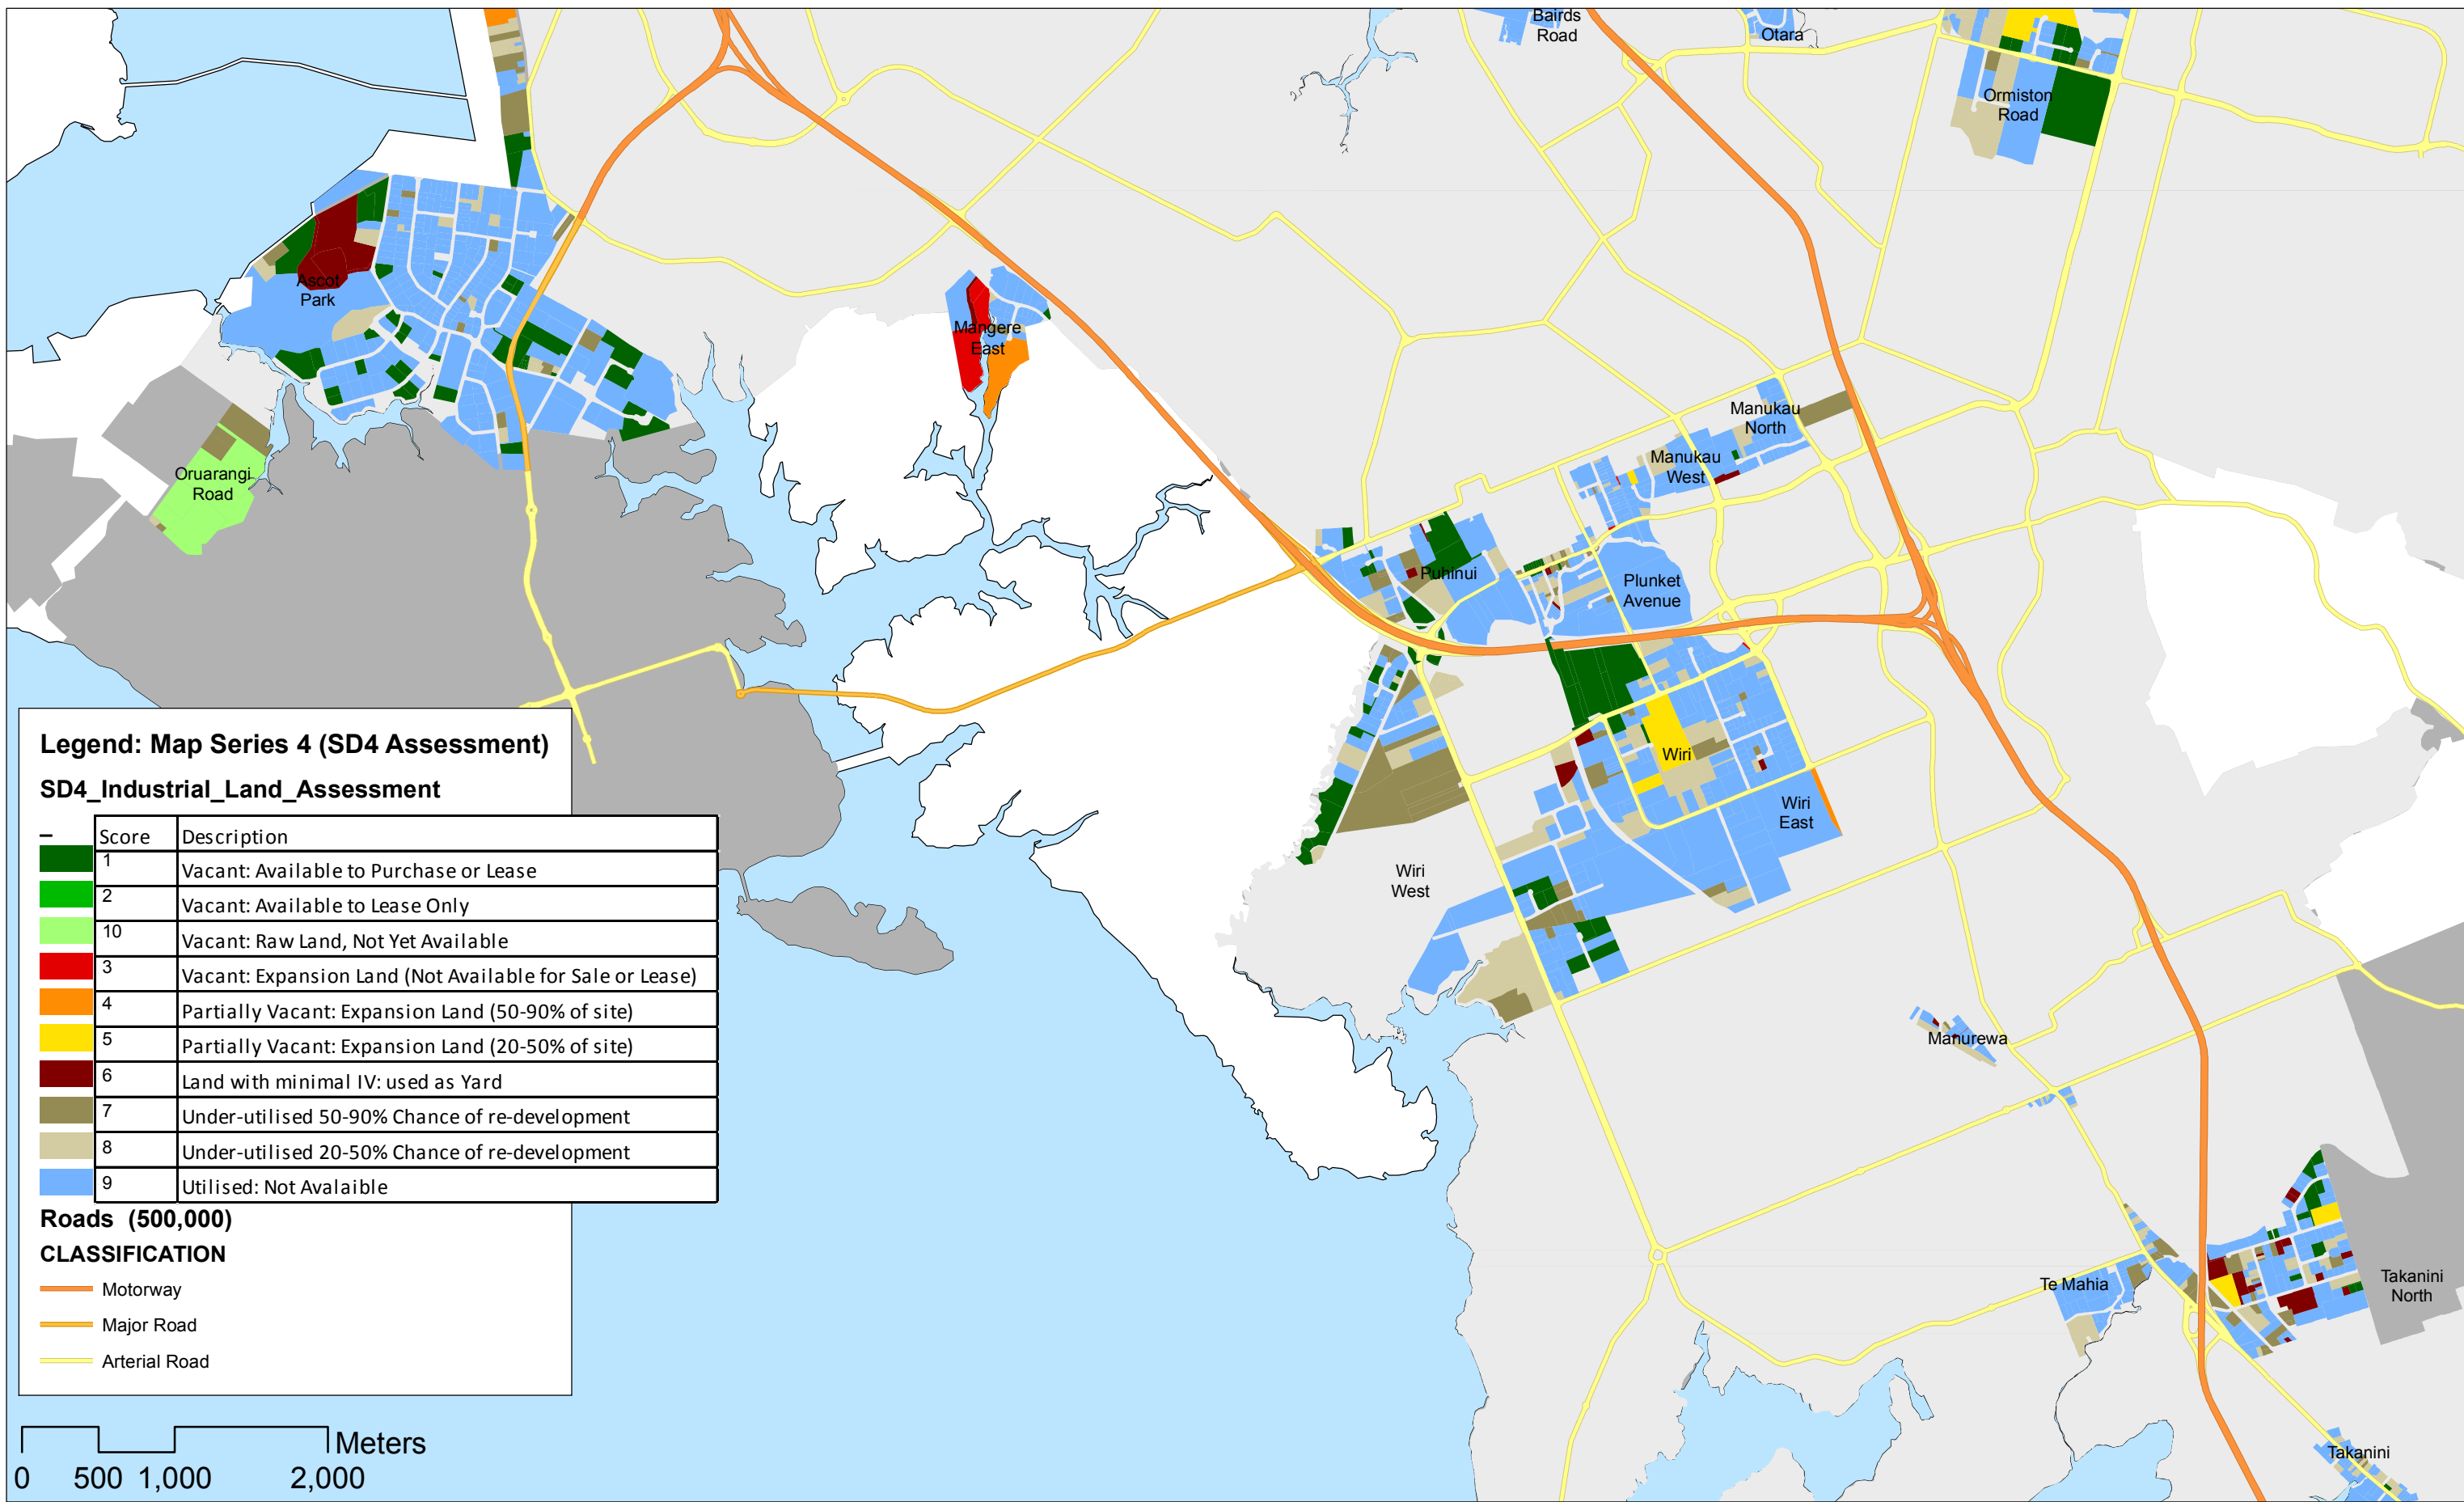 Bairds
Road
Otara
Ormiston
Road
Ascot
Park
Mangere
East
Oruarangi
Road
Manukau
North
Manukau
West
Puhinui
Plunket
Avenue
Wiri
Wiri
East
Wiri
West
Manurewa
Te Mahia
Takanini
North
Takanini
Legend: Map Series 4 (SD4 Assessment)
SD4_Industrial_Land_Assessment
Score Description
1 Vacant: Available to Purchase or Lease
2 Vacant: Available to Lease Only
10 Vacant: Raw Land, Not Yet Available
3 Vacant: Expansion Land (Not Available for Sale or Lease)
4 Partially Vacant: Expansion Land (50-90% of site)
5 Partially Vacant: Expansion Land (20-50% of site)
6 Land with minimal IV: used as Yard
7 Under-utilised 50-90% Chance of re-development
8 Under-utilised 20-50% Chance of re-development
9 Utilised: Not Avalaible
Roads (500,000)
CLASSIFICATION
Motorway
Major Road
Arterial Road
Meters
0 500 1,000 2,000